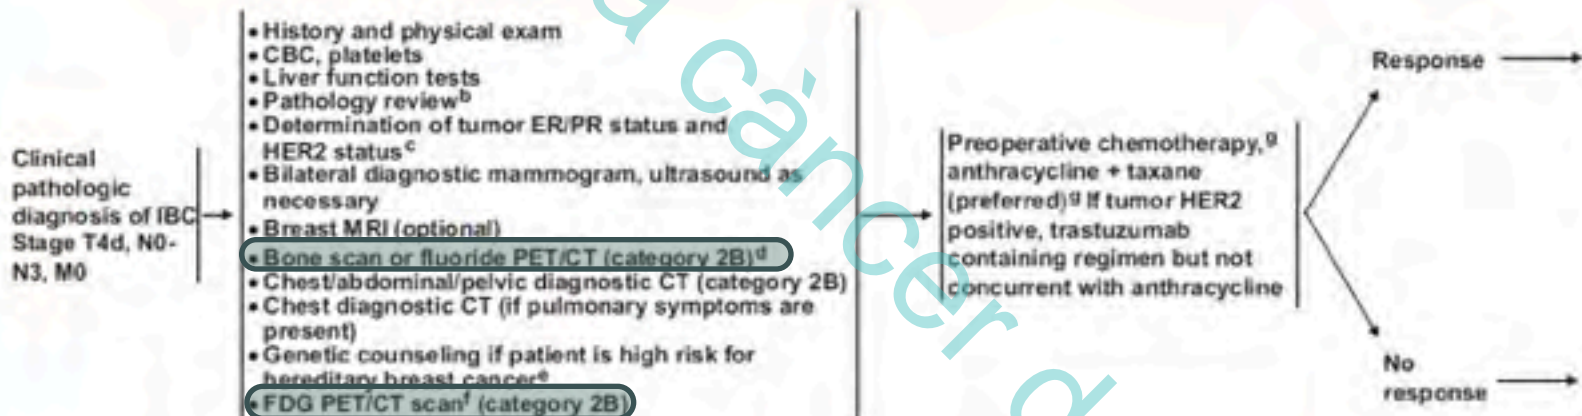 Clinical
pathologic
diagnosis of IBC
Stage T4d, N0-
N3, M0
• History and physical exam
• CBC, platelets
• Liver function tests
• Pathology review b
• Determination of tumor ER/PR status and
HER2 status c
• Bilateral diagnostic mammogram, ultrasound as
necessary
• Breast MRI (optional)
• Bone scan or fluoride PET/CT (category 2B) d
• Chest/abdominal/pelvic diagnostic CT (category 2B)
• Chest diagnostic CT (if pulmonary symptoms are
present)
• Genetic counseling if patient is high risk for
hereditary breast cancer e
• FDG PET/CT scan f (category 2B)
Preoperative chemotherapy, g
anthracycline + taxane
(preferred) g If tumor HER2
positive, trastuzumab
containing regimen but not
concurrent with anthracycline
Response
No
response
a càncer d